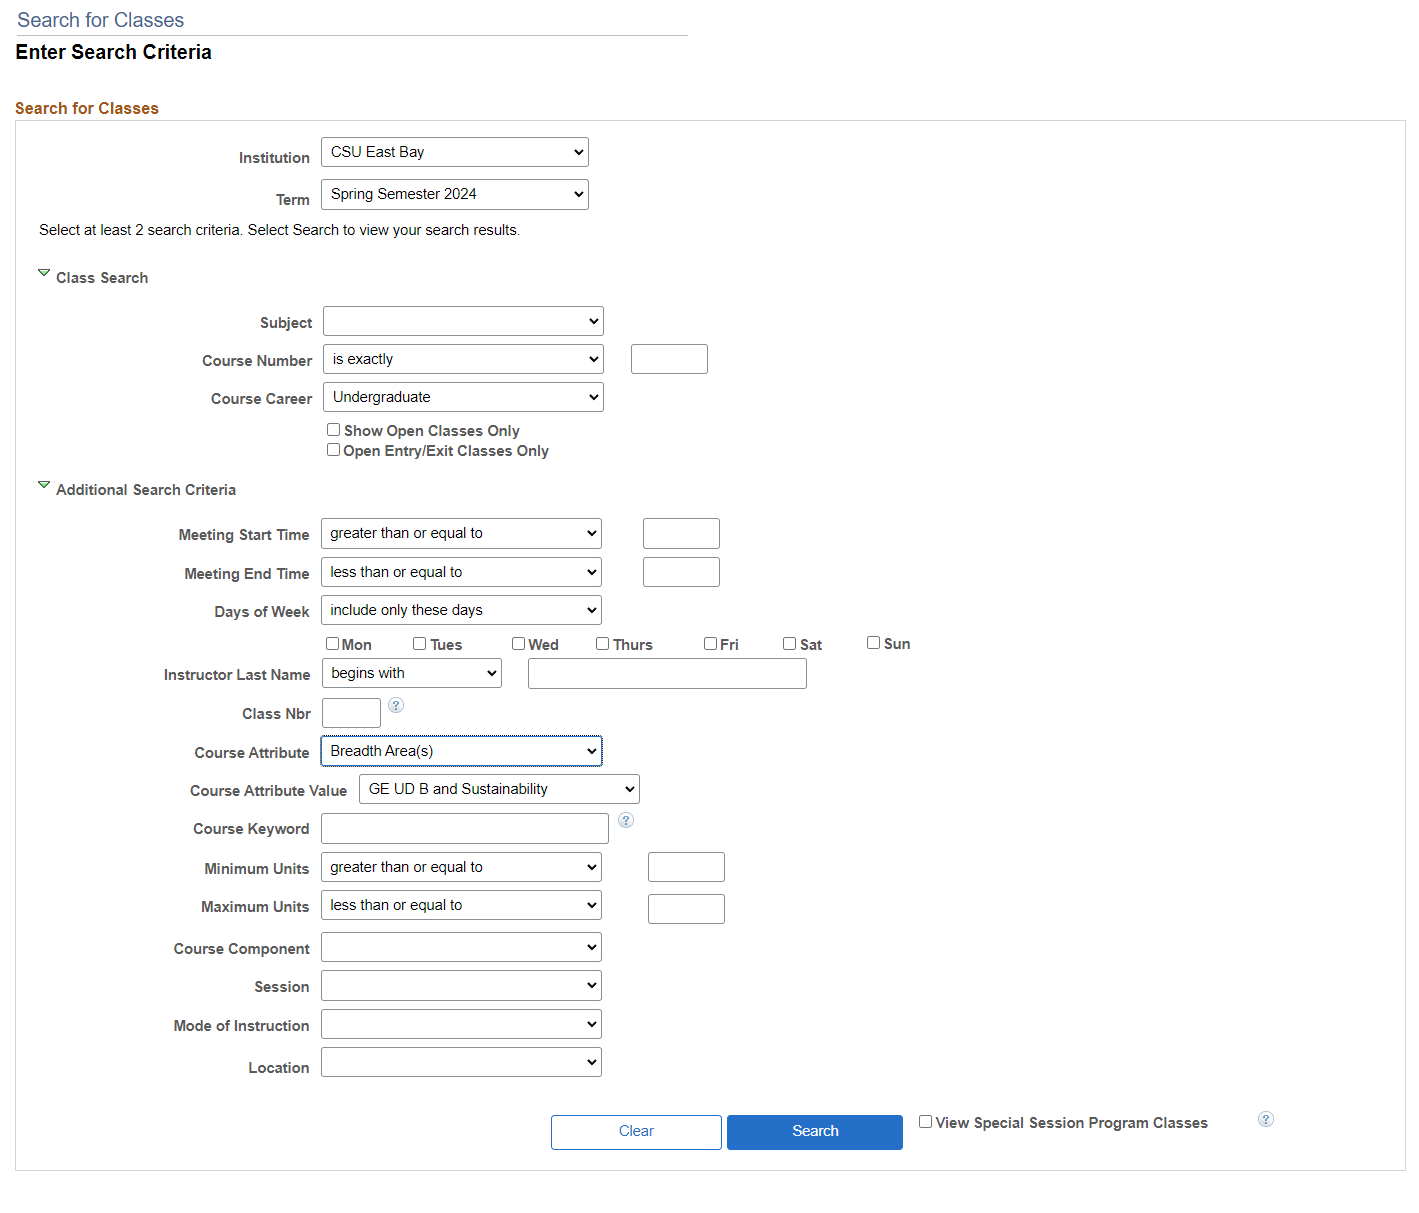 Search for Classes
Enter Search Criteria
Search for Classes
Institution CSU East Bay
Term Spring Semester 2024
Select at least 2 search criteria. Select Search to view your search results.
Class Search
Subject
Course Number is exactly
Course Career Undergraduate
Show Open Classes Only
Open Entry/Exit Classes Only
Additional Search Criteria
Meeting Start Time greater than or equal to
Meeting End Time less than or equal to
Days of Week include only these days
Mon Tues Wed Thurs Fri Sat Sun
Instructor Last Name begins with
Class Nbr ?
Course Attribute Breadth Area(s)
Course Attribute Value GE UD B and Sustainability
Course Keyword ?
Minimum Units greater than or equal to
Maximum Units less than or equal to
Course Component
Session
Mode of Instruction
Location
Clear Search View Special Session Program Classes ?